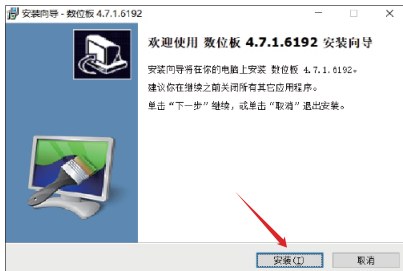 安装向导 - 数位板 4.7.1.6192
欢迎使用 数位板 4.7.1.6192 安装向导
安装向导将在你的电脑上安装 数位板 4.7.1.6192。
建议你在继续之前关闭所有其它应用程序。
单击“下一步”继续，或单击“取消”退出安装。
安装(I) 取消